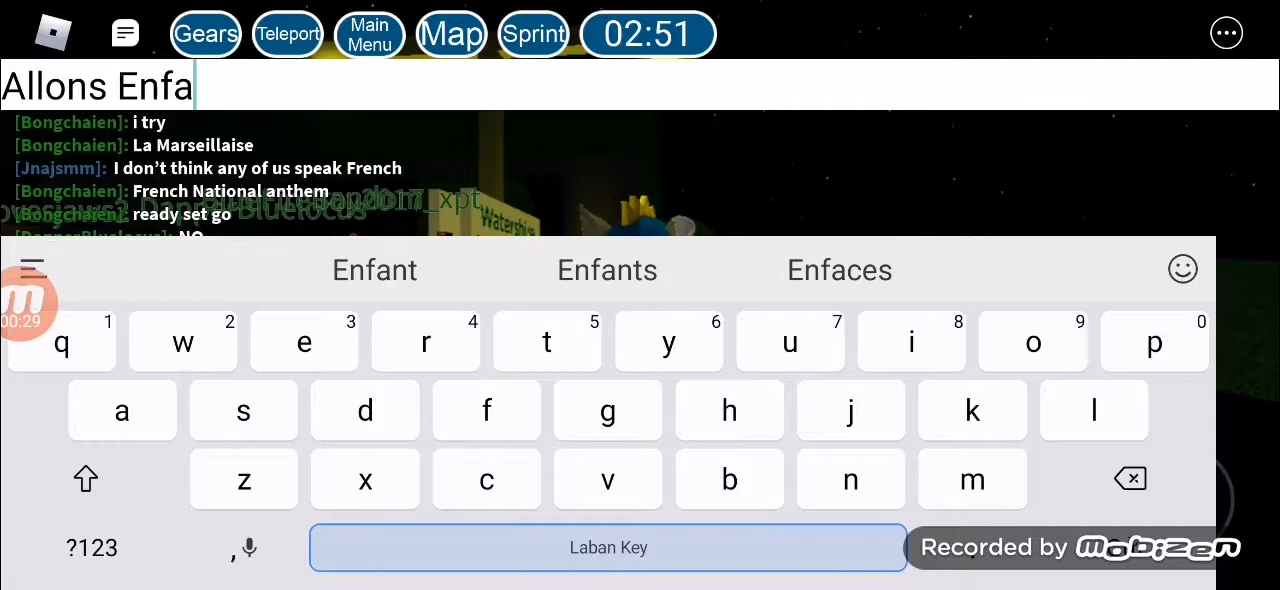 Gears Teleport Main Menu Map Sprint 02:51
Allons Enfa
[Bongchaien]: i try
[Bongchaien]: La Marseillaise
[Jnajsmm]: I don't think any of us speak French
[Bongchaien]: French National anthem
[Bongchaien]: ready set go
NO
Enfant Enfants Enfaces
00:29
q 1 w 2 e 3 r 4 t 5 y 6 u 7 i 8 o 9 p 0
a s d f g h j k l
z x c v b n m
?123 , Laban Key
Recorded by Mobizen